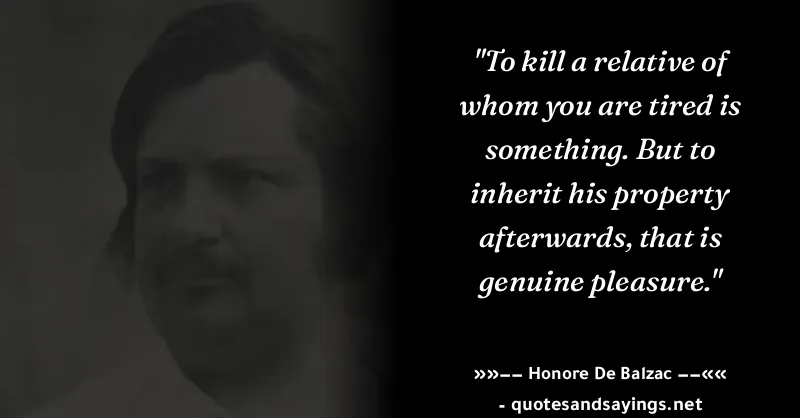 "To kill a relative of
whom you are tired is
something. But to
inherit his property
afterwards, that is
genuine pleasure."
»»—— Honore De Balzac ——««
- quotesandsayings.net